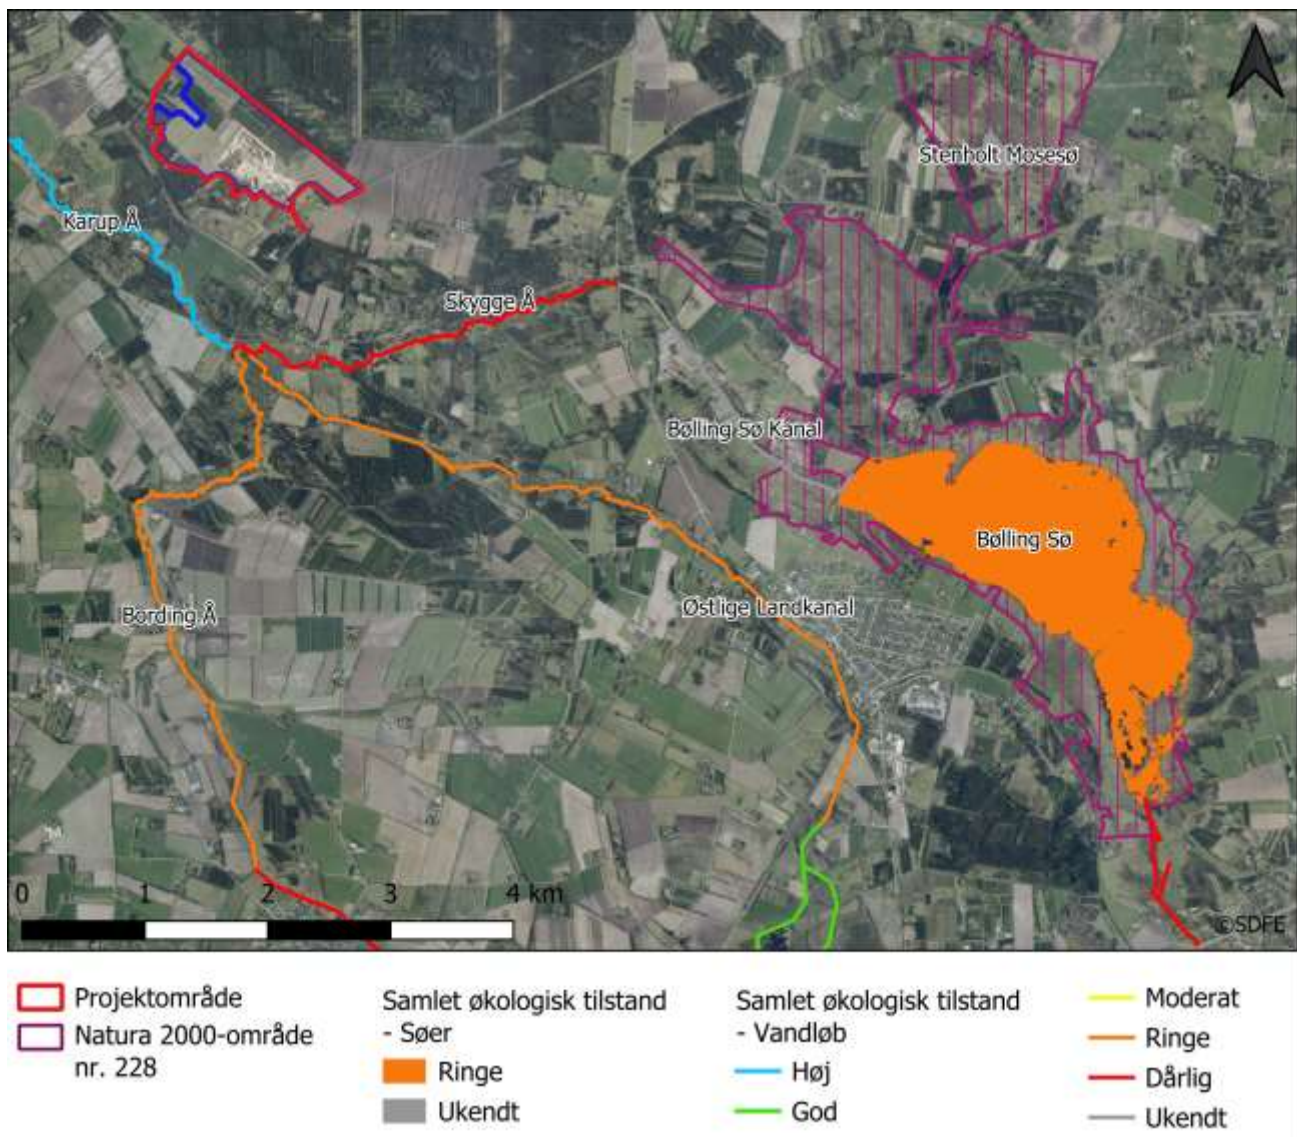 Stenholt Mosesø
Karup Å
Skygge Å
Bølling Sø Kanal
Bølling Sø
Østlige Landkanal
Bording Å
0 1 2 3 4 km
©SDFE
Projektområde
Natura 2000-område
nr. 228
Samlet økologisk tilstand
- Søer
Ringe
Ukendt
Samlet økologisk tilstand
- Vandløb
Høj
God
Moderat
Ringe
Dårlig
Ukendt